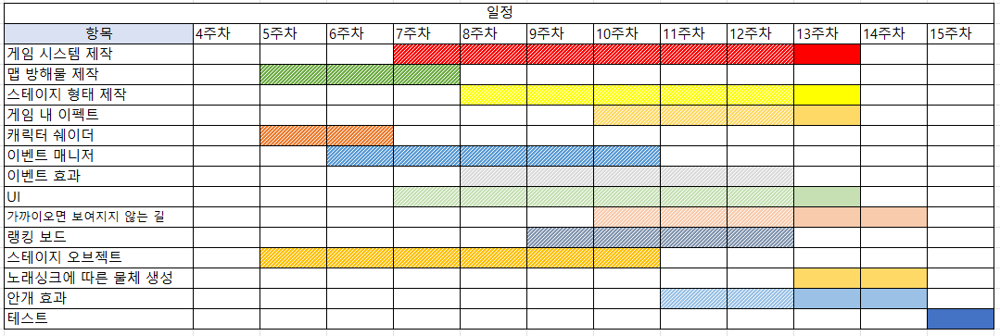 일정
항목 4주차 5주차 6주차 7주차 8주차 9주차 10주차 11주차 12주차 13주차 14주차 15주차
게임 시스템 제작
맵 방해물 제작
스테이지 형태 제작
게임 내 이펙트
캐릭터 쉐이더
이벤트 매니저
이벤트 효과
UI
가까이오면 보여지지 않는 길
랭킹 보드
스테이지 오브젝트
노래싱크에 따른 물체 생성
안개 효과
테스트